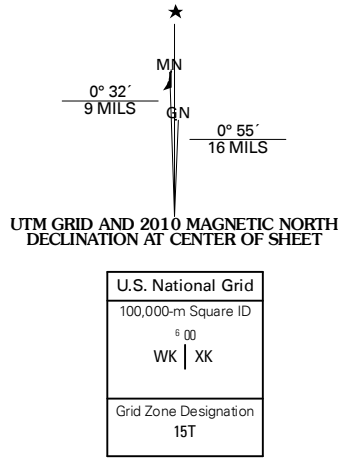 ★
MN
0° 32´
9 MILS
GN
0° 55´
16 MILS
UTM GRID AND 2010 MAGNETIC NORTH
DECLINATION AT CENTER OF SHEET
U.S. National Grid
100,000-m Square ID
6 00
WK | XK
Grid Zone Designation
15T